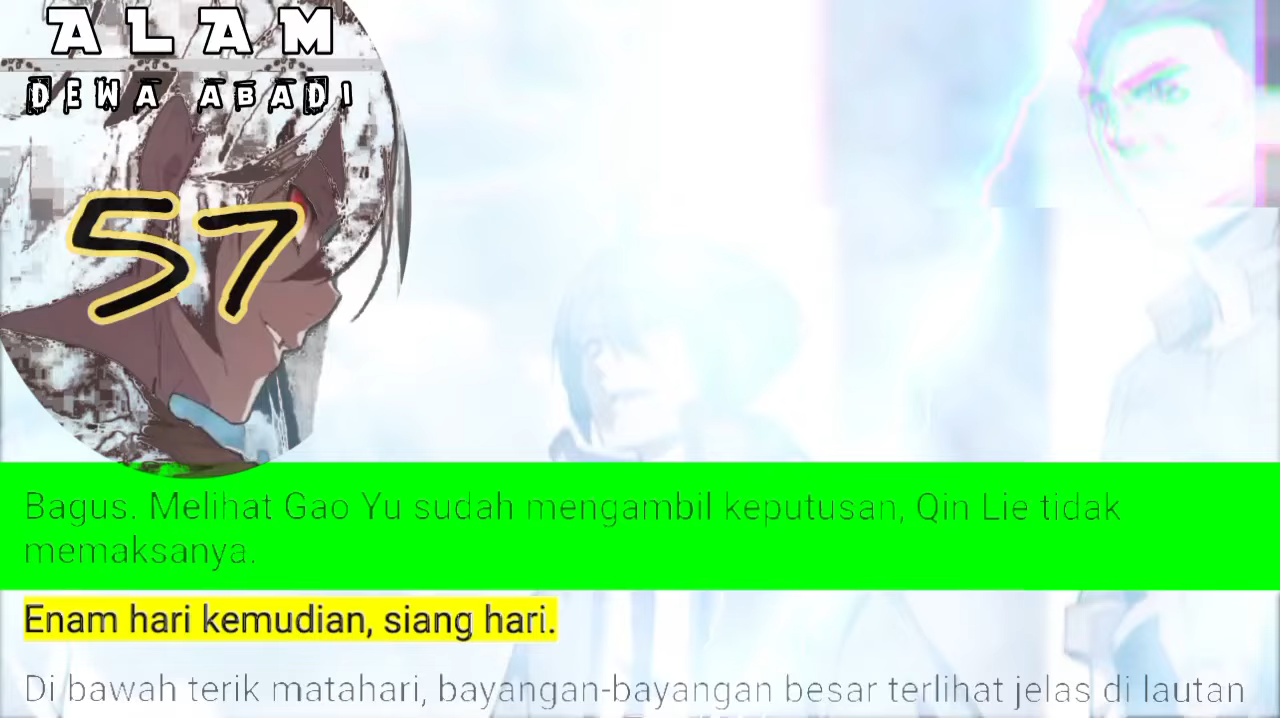 ALAM
DEWA ABADI
57
Bagus. Melihat Gao Yu sudah mengambil keputusan, Qin Lie tidak
memaksanya.
Enam hari kemudian, siang hari.
Di bawah terik matahari, bayangan-bayangan besar terlihat jelas di lautan